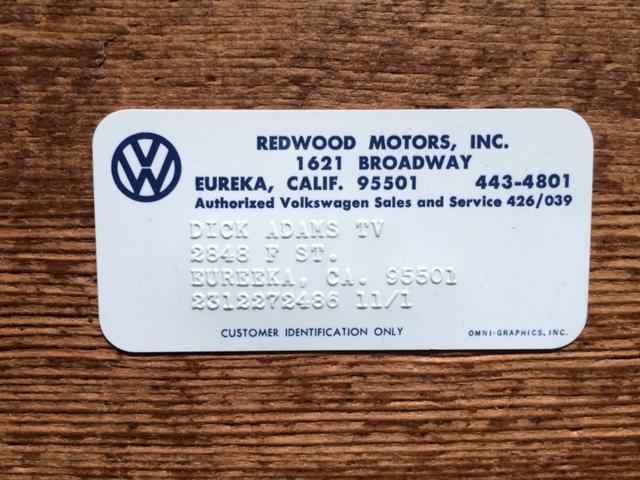 REDWOOD MOTORS, INC.
1621 BROADWAY
EUREKA, CALIF. 95501 443-4801
Authorized Volkswagen Sales and Service 426/039
DICK ADAMS TV
2848 F ST.
EUREEKA, CA. 95501
2312272486 11/1
CUSTOMER IDENTIFICATION ONLY
OMNI-GRAPHICS, INC.